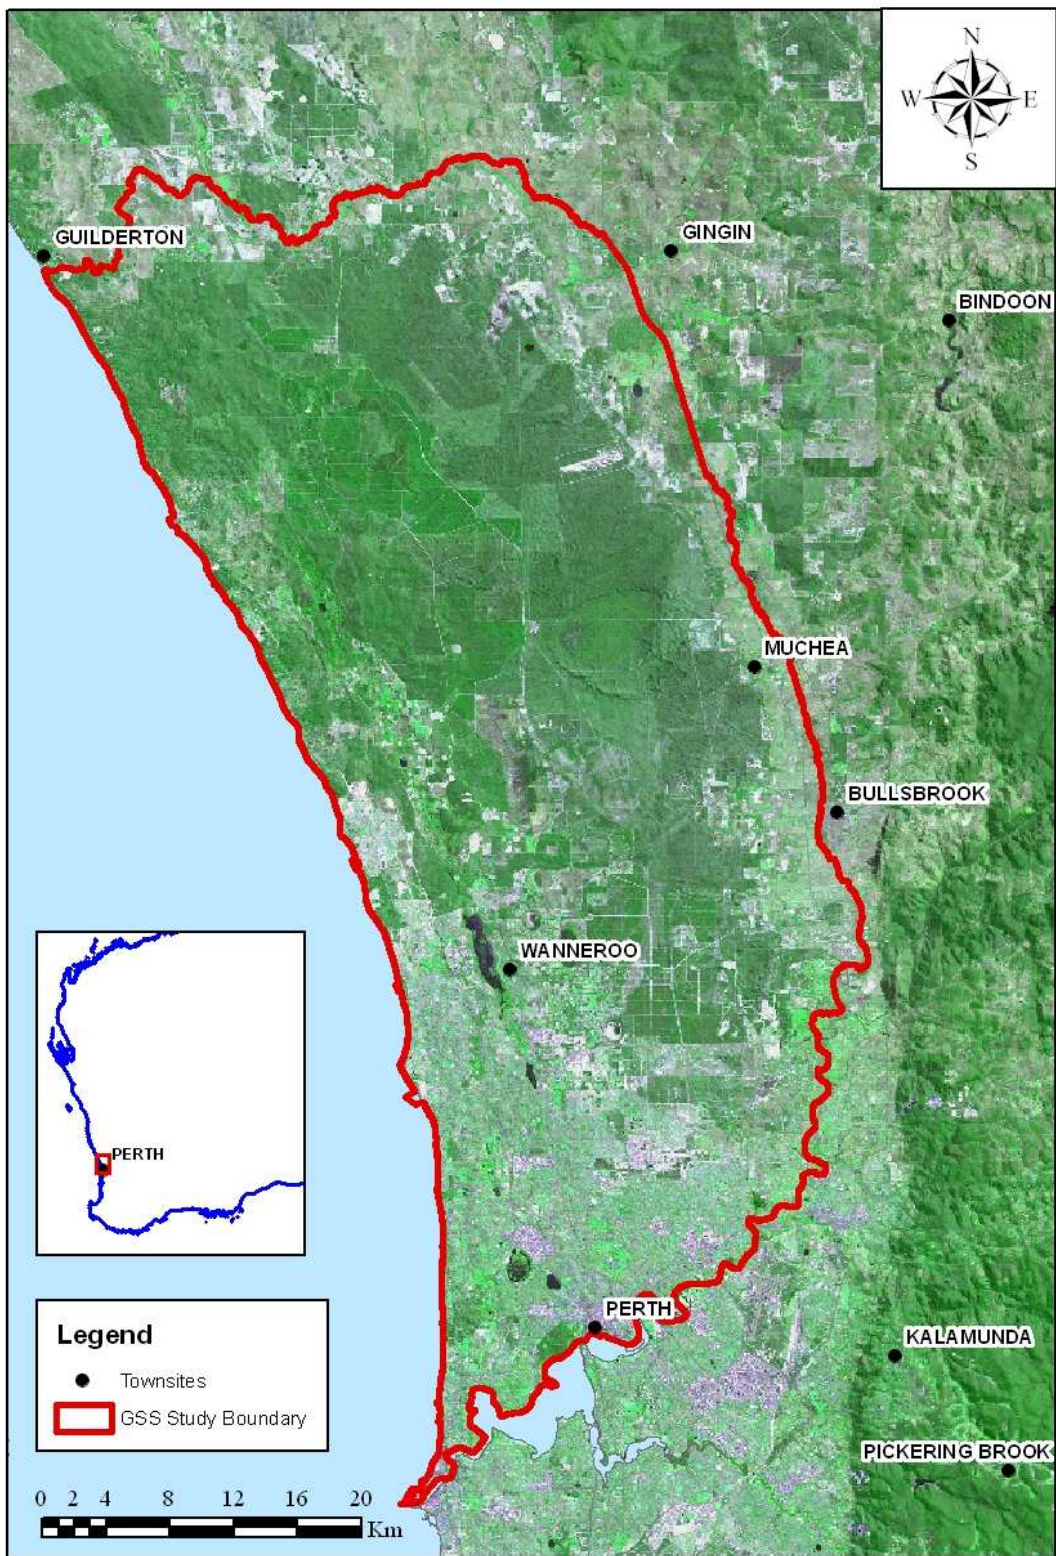 N
W E
S
GUILDERTON
GINGIN
BINDOON
MUCHEA
BULLSBROOK
WANNEROO
PERTH
PERTH
KALAMUNDA
PICKERING BROOK
Legend
Townsites
GSS Study Boundary
0 2 4 8 12 16 20
Km